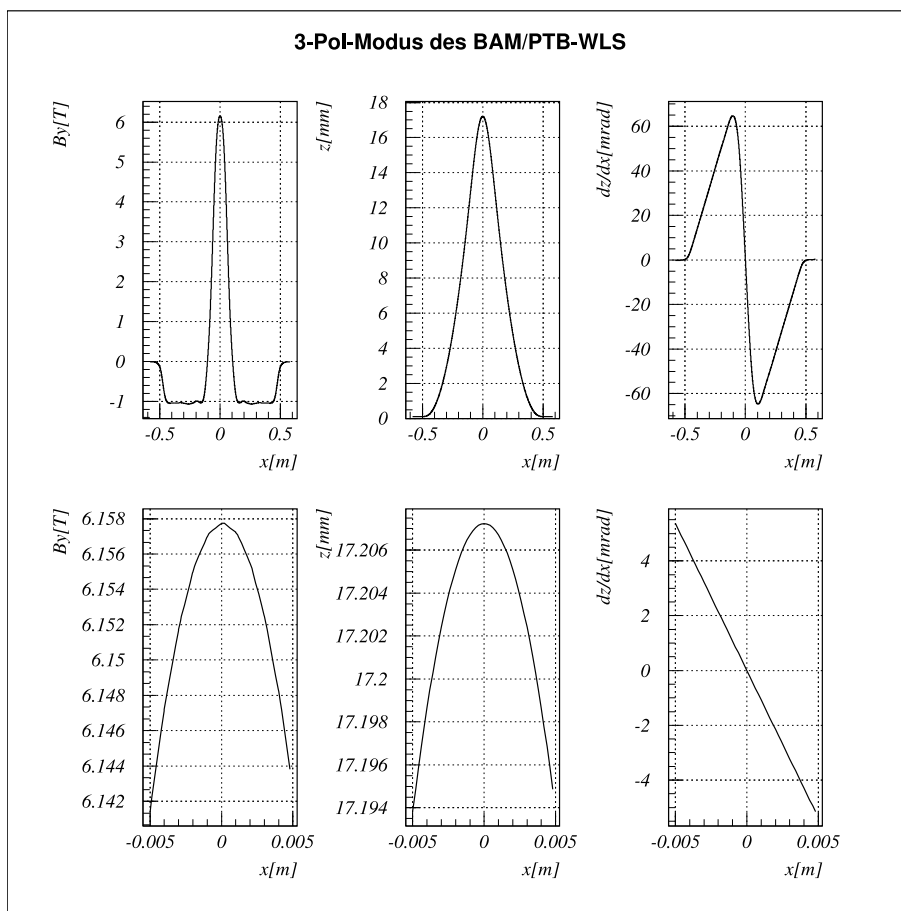 3-Pol-Modus des BAM/PTB-WLS
By[T]
6
5
4
3
2
1
0
-1
-0.5 0 0.5
x[m]
z[mm]
18
16
14
12
10
8
6
4
2
0
-0.5 0 0.5
x[m]
dz/dx[mrad]
60
40
20
0
-20
-40
-60
-0.5 0 0.5
x[m]
By[T]
6.158
6.156
6.154
6.152
6.15
6.148
6.146
6.144
6.142
-0.005 0 0.005
x[m]
z[mm]
17.206
17.204
17.202
17.2
17.198
17.196
17.194
-0.005 0 0.005
x[m]
dz/dx[mrad]
4
2
0
-2
-4
-0.005 0 0.005
x[m]